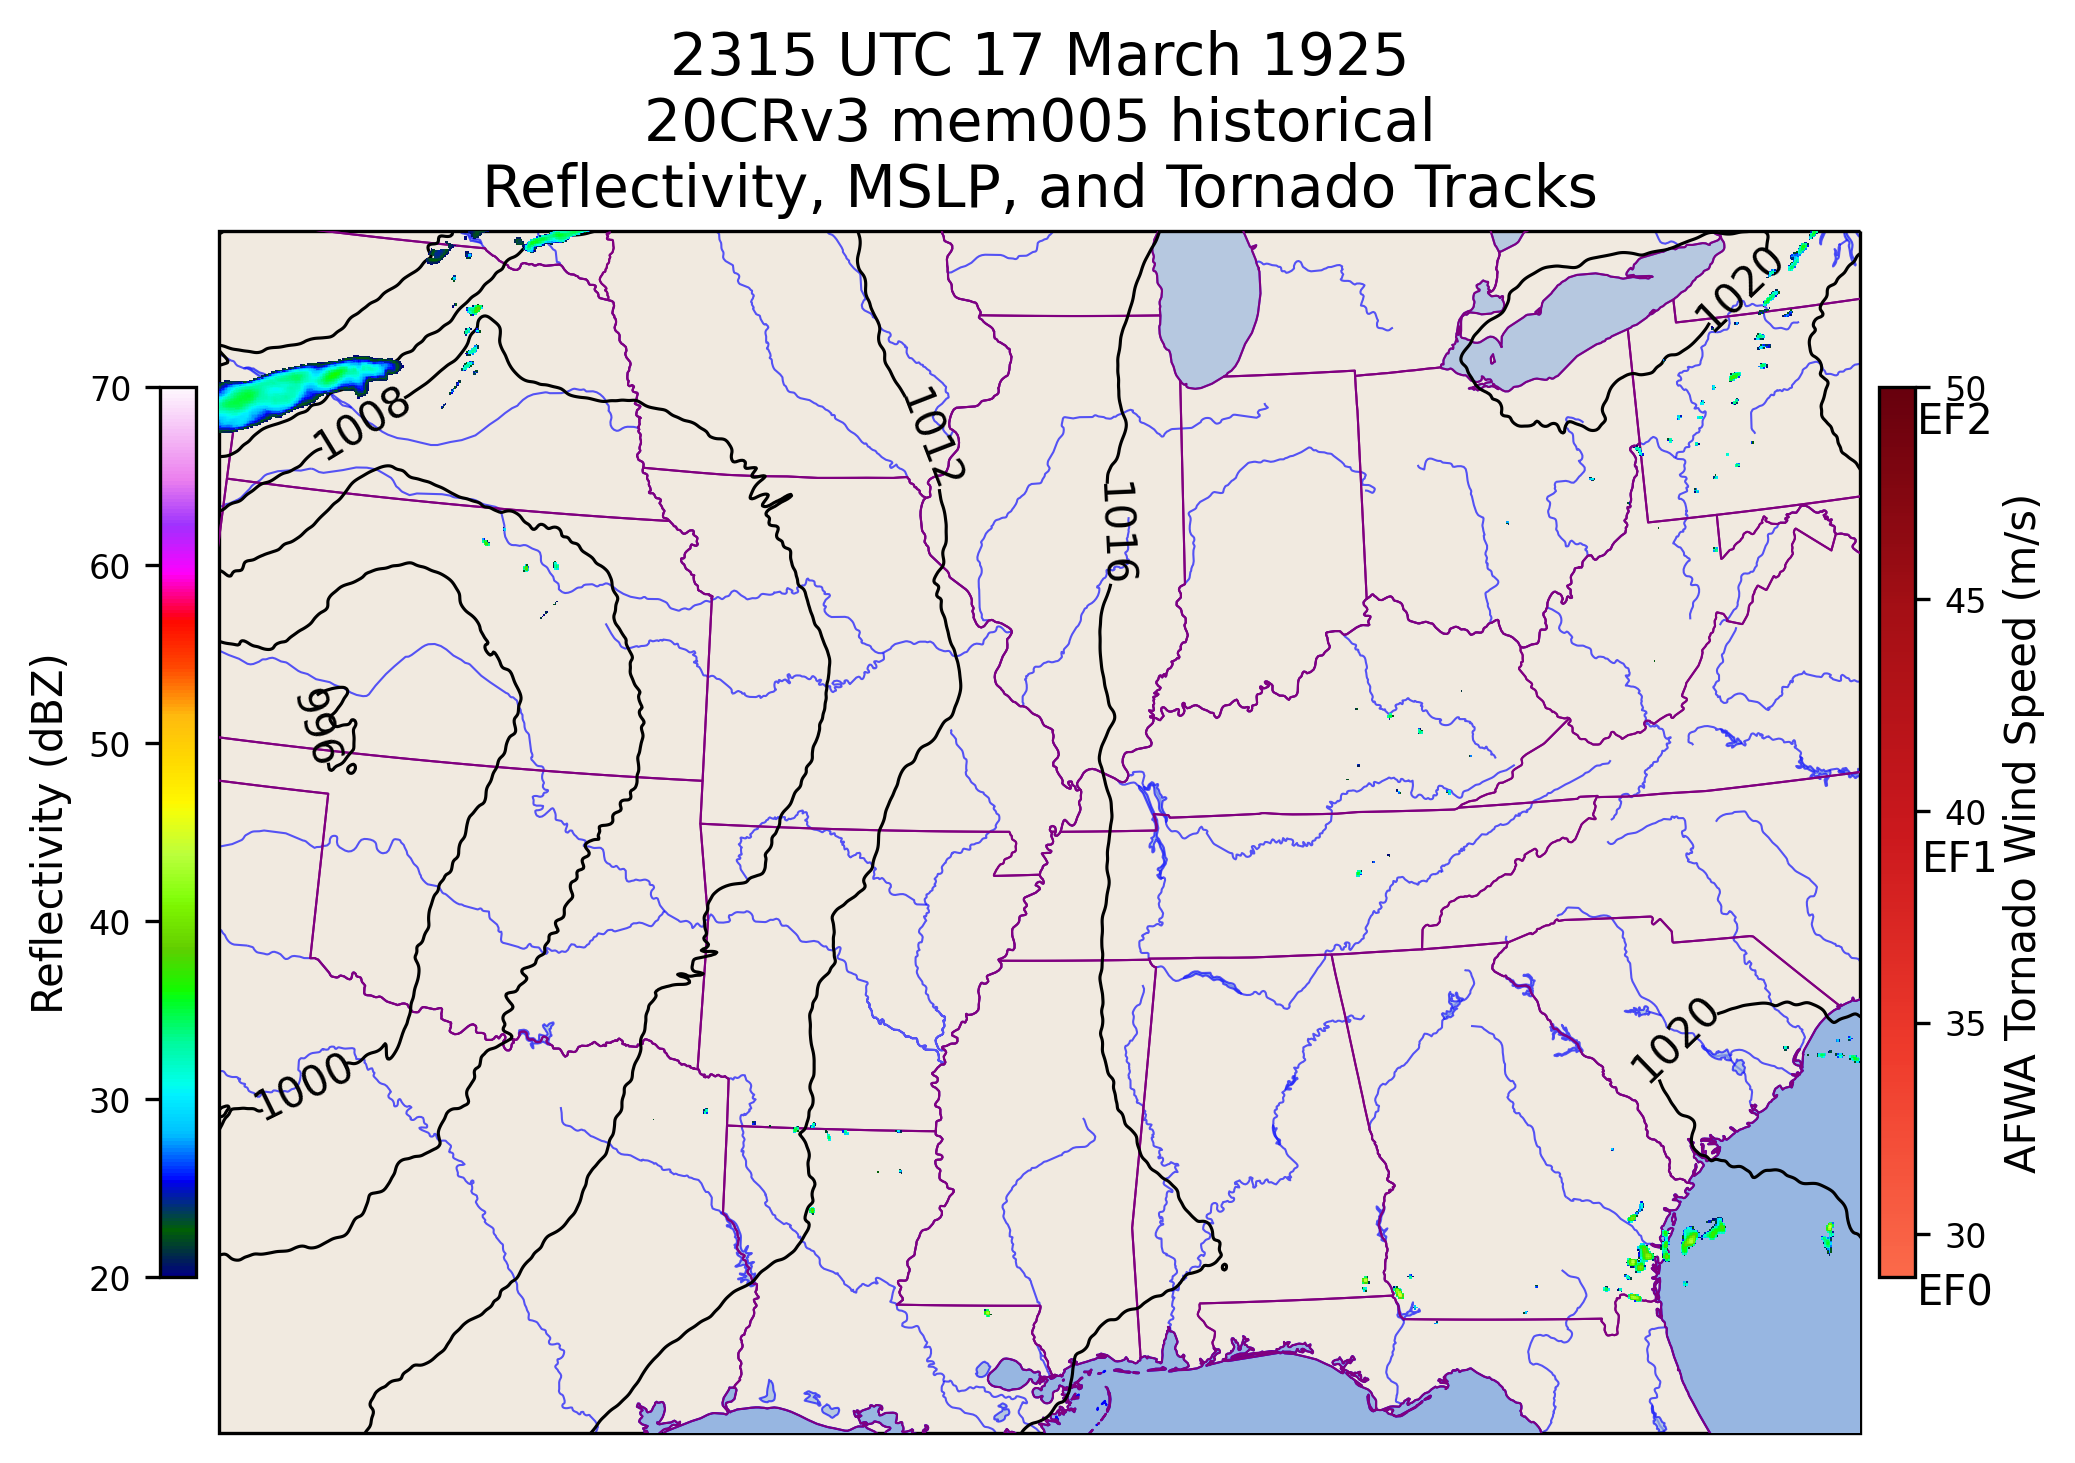 2315 UTC 17 March 1925
20CRv3 mem005 historical
Reflectivity, MSLP, and Tornado Tracks
1020
1008
1012
1016
996
1000
1020
70
60
50
40
30
20
Reflectivity (dBZ)
50
EF2
45
40
EF1
35
30
EF0
AFWA Tornado Wind Speed (m/s)